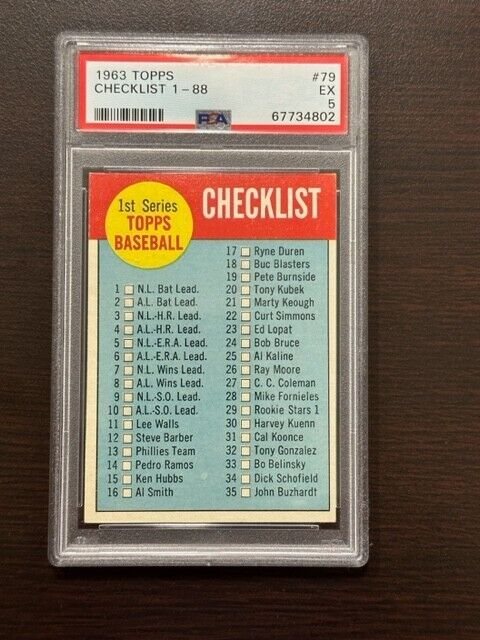 1963 TOPPS #79
CHECKLIST 1-88 EX
5
PSA 67734802
1st Series
TOPPS
BASEBALL
CHECKLIST
1 N.L. Bat Lead.
2 A.L. Bat Lead.
3 N.L.-H.R. Lead.
4 A.L.-H.R. Lead.
5 N.L.-E.R.A. Lead.
6 A.L.-E.R.A. Lead.
7 N.L. Wins Lead.
8 A.L. Wins Lead.
9 N.L.-S.O. Lead.
10 A.L.-S.O. Lead.
11 Lee Walls
12 Steve Barber
13 Phillies Team
14 Pedro Ramos
15 Ken Hubbs
16 Al Smith
17 Ryne Duren
18 Buc Blasters
19 Pete Burnside
20 Tony Kubek
21 Marty Keough
22 Curt Simmons
23 Ed Lopat
24 Bob Bruce
25 Al Kaline
26 Ray Moore
27 C. C. Coleman
28 Mike Fornieles
29 Rookie Stars 1
30 Harvey Kuenn
31 Cal Koonce
32 Tony Gonzalez
33 Bo Belinsky
34 Dick Schofield
35 John Buzhardt